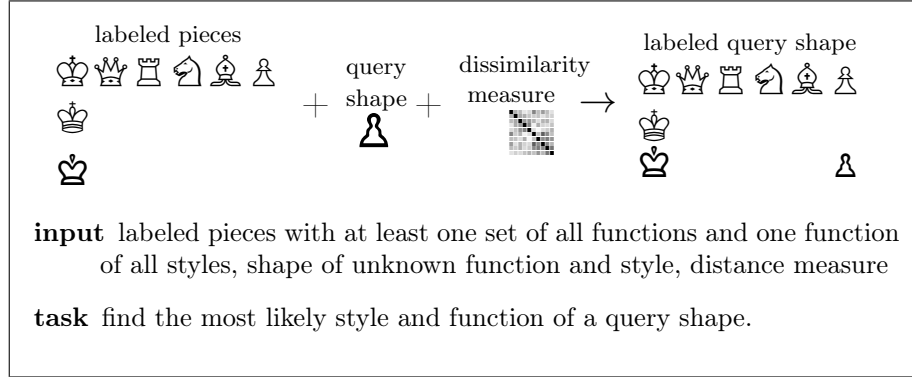 labeled pieces
query
shape
dissimilarity
measure
labeled query shape
♔ ♕ ♖ ♘ ♗ ♙
♔
♔
+ ♙ + →
♔ ♕ ♖ ♘ ♗ ♙
♔
♔ ♙
input labeled pieces with at least one set of all functions and one function
of all styles, shape of unknown function and style, distance measure
task find the most likely style and function of a query shape.